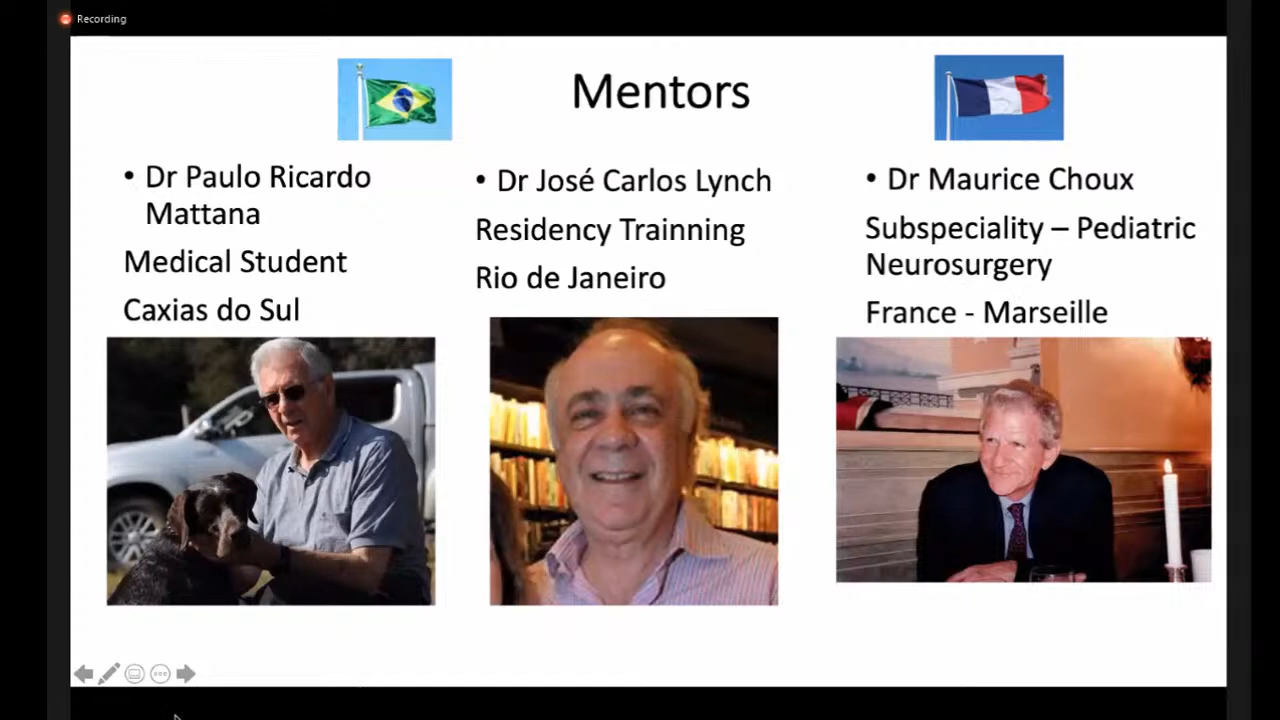 Recording
Mentors
• Dr Paulo Ricardo
Mattana
Medical Student
Caxias do Sul
• Dr José Carlos Lynch
Residency Trainning
Rio de Janeiro
• Dr Maurice Choux
Subspeciality – Pediatric
Neurosurgery
France - Marseille